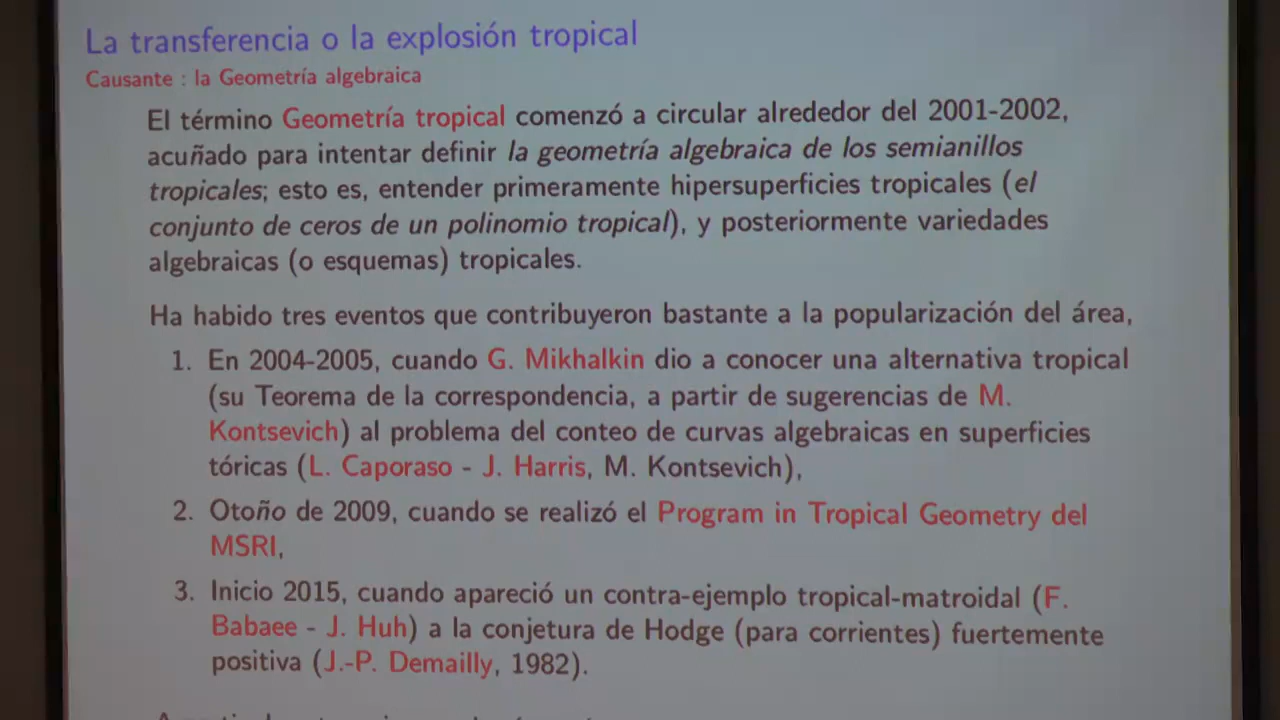 La transferencia o la explosión tropical
Causante : la Geometría algebraica
El término Geometría tropical comenzó a circular alrededor del 2001-2002,
acuñado para intentar definir la geometría algebraica de los semianillos
tropicales; esto es, entender primeramente hipersuperficies tropicales (el
conjunto de ceros de un polinomio tropical), y posteriormente variedades
algebraicas (o esquemas) tropicales.
Ha habido tres eventos que contribuyeron bastante a la popularización del área,
1. En 2004-2005, cuando G. Mikhalkin dio a conocer una alternativa tropical
(su Teorema de la correspondencia, a partir de sugerencias de M.
Kontsevich) al problema del conteo de curvas algebraicas en superficies
tóricas (L. Caporaso - J. Harris, M. Kontsevich),
2. Otoño de 2009, cuando se realizó el Program in Tropical Geometry del
MSRI,
3. Inicio 2015, cuando apareció un contra-ejemplo tropical-matroidal (F.
Babaee - J. Huh) a la conjetura de Hodge (para corrientes) fuertemente
positiva (J.-P. Demailly, 1982).